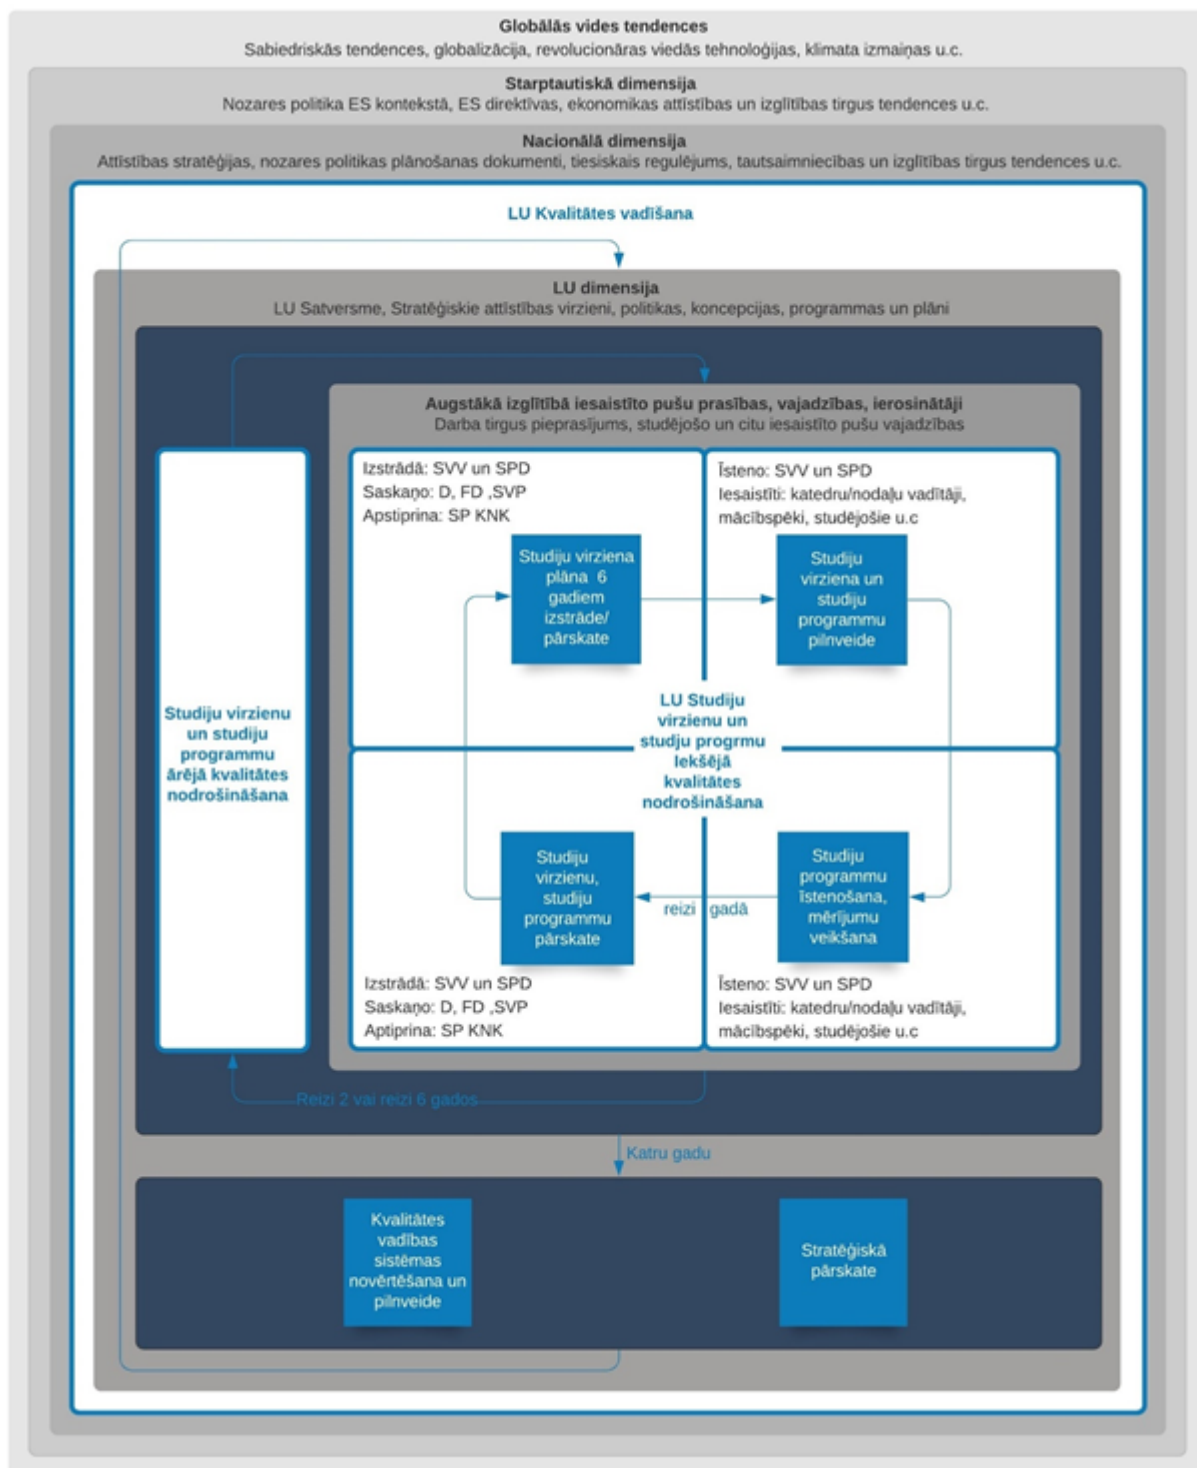 Globālās vides tendences
Sabiedriskās tendences, globalizācija, revolucionāras viedās tehnoloģijas, klimata izmaiņas u.c.
Starptautiskā dimensija
Nozares politika ES kontekstā, ES direktīvas, ekonomikas attīstības un izglītības tirgus tendences u.c.
Nacionālā dimensija
Attīstības stratēģijas, nozares politikas plānošanas dokumenti, tiesiskais regulējums, tautsaimniecības un izglītības tirgus tendences u.c.
LU Kvalitātes vadīšana
LU dimensija
LU Satversme, Stratēģiskie attīstības virzieni, politikas, koncepcijas, programmas un plāni
Augstākā izglītībā iesaistīto pušu prasības, vajadzības, ierosinātāji
Darba tirgus pieprasījums, studējošo un citu iesaistīto pušu vajadzības
Izstrādā: SVV un SPD
Saskaņo: D, FD ,SVP
Apstiprina: SP KNK
Īsteno: SVV un SPD
Iesaistīti: katedru/nodaļu vadītāji,
mācībspēki, studējošie u.c
Studiju virziena
plāna 6
gadiem
izstrāde/
pārskate
Studiju
virziena un
studiju
programmu
pilnveide
Studiju virzienu
un studiju
programmu
ārējā kvalitātes
nodrošināšana
LU Studiju
virzienu un
studju progrmu
Iekšējā
kvalitātes
nodrošināšana
Studiju
virzienu,
studiju
programmu
pārskate
reizi gadā
Studiju
programmu
īstenošana,
mērījumu
veikšana
Izstrādā: SVV un SPD
Saskaņo: D, FD ,SVP
Aptiprina: SP KNK
Īsteno: SVV un SPD
Iesaistīti: katedru/nodaļu vadītāji,
mācībspēki, studējošie u.c
Reizi 2 vai reizi 6 gados
Katru gadu
Kvalitātes
vadības
sistēmas
novērtēšana un
pilnveide
Stratēģiskā
pārskate